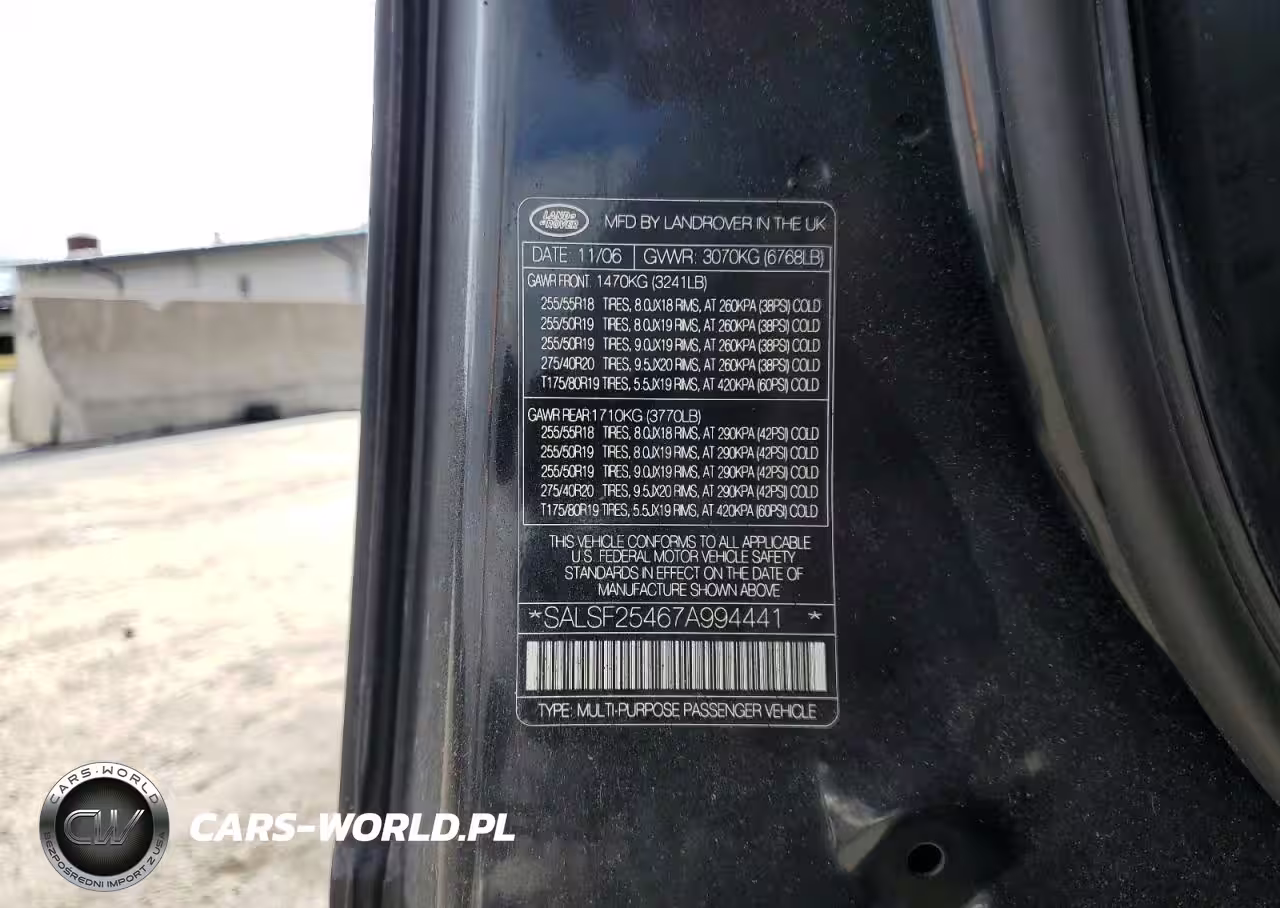 LAND ROVER MFD BY LANDROVER IN THE UK
DATE: 11/06 GVWR: 3070KG (6768LB)
GAWR FRONT: 1470KG (3241LB)
255/55R18 TIRES, 8.0JX18 RIMS, AT 260KPA (38PSI) COLD
255/50R19 TIRES, 8.0JX19 RIMS, AT 260KPA (38PSI) COLD
255/50R19 TIRES, 9.0JX19 RIMS, AT 260KPA (38PSI) COLD
275/40R20 TIRES, 9.5JX20 RIMS, AT 260KPA (38PSI) COLD
T175/80R19 TIRES, 5.5JX19 RIMS, AT 420KPA (60PSI) COLD
GAWR REAR: 1710KG (3770LB)
255/55R18 TIRES, 8.0JX18 RIMS, AT 290KPA (42PSI) COLD
255/50R19 TIRES, 8.0JX19 RIMS, AT 290KPA (42PSI) COLD
255/50R19 TIRES, 9.0JX19 RIMS, AT 290KPA (42PSI) COLD
275/40R20 TIRES, 9.5JX20 RIMS, AT 290KPA (42PSI) COLD
T175/80R19 TIRES, 5.5JX19 RIMS, AT 420KPA (60PSI) COLD
THIS VEHICLE CONFORMS TO ALL APPLICABLE
U.S. FEDERAL MOTOR VEHICLE SAFETY
STANDARDS IN EFFECT ON THE DATE OF
MANUFACTURE SHOWN ABOVE
*SALSF25467A994441 *
TYPE: MULTI-PURPOSE PASSENGER VEHICLE
CARS-WORLD
CW
BEZPOŚREDNI IMPORT Z USA
CARS-WORLD.PL